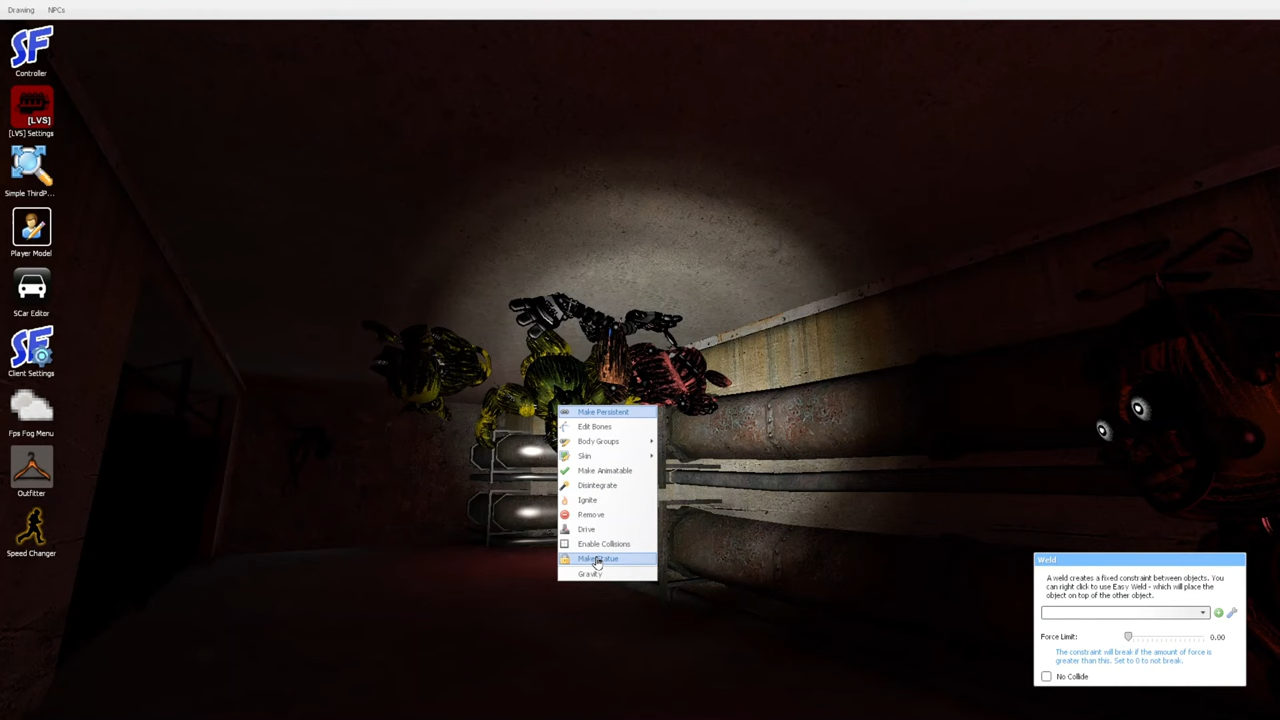 Drawing NPCs
SF
Controller
[LVS]
[LVS] Settings
Simple ThirdP...
Player Model
SCar Editor
SF
Client Settings
Fps Fog Menu
Outfitter
Speed Changer
Make Persistent
Edit Bones
Body Groups
Skin
Make Animatable
Disintegrate
Ignite
Remove
Drive
Enable Collisions
Make Statue
Gravity
Weld
A weld creates a fixed constraint between objects. You
can right click to use Easy Weld - which will place the
object on top of the other object.
Force Limit: 0.00
The constraint will break if the amount of force is
greater than this. Set to 0 to not break.
No Collide